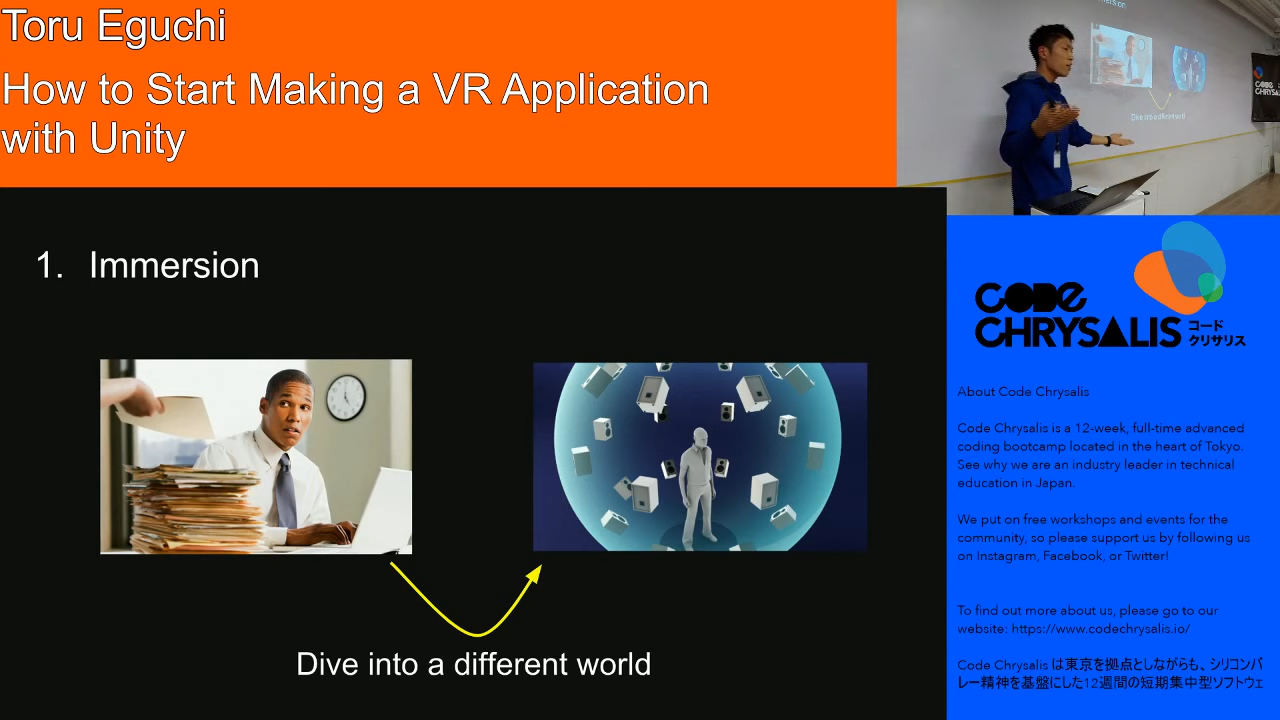 Toru Eguchi
How to Start Making a VR Application
with Unity
1. Immersion
Dive into a different world
Dive into a different world
CODE
CHRYSALIS コード
クリサリス
About Code Chrysalis
Code Chrysalis is a 12-week, full-time advanced
coding bootcamp located in the heart of Tokyo.
See why we are an industry leader in technical
education in Japan.
We put on free workshops and events for the
community, so please support us by following us
on Instagram, Facebook, or Twitter!
To find out more about us, please go to our
website: https://www.codechrysalis.io/
Code Chrysalis は東京を拠点としながらも、シリコンバ
レー精神を基盤にした12週間の短期集中型ソフトウェ